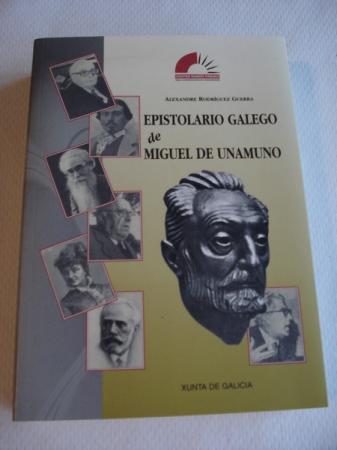 ALEXANDRE RODRÍGUEZ GUERRA
EPISTOLARIO GALEGO
de
MIGUEL DE UNAMUNO
XUNTA DE GALICIA